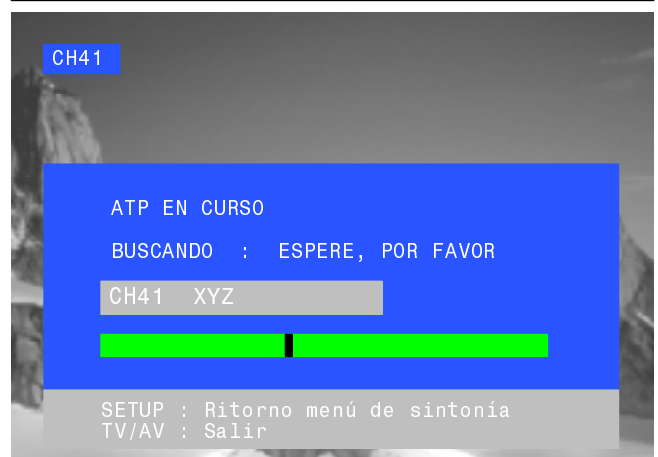 CH41
ATP EN CURSO
BUSCANDO : ESPERE, POR FAVOR
CH41 XYZ
SETUP : Ritorno menú de sintonía
TV/AV : Salir